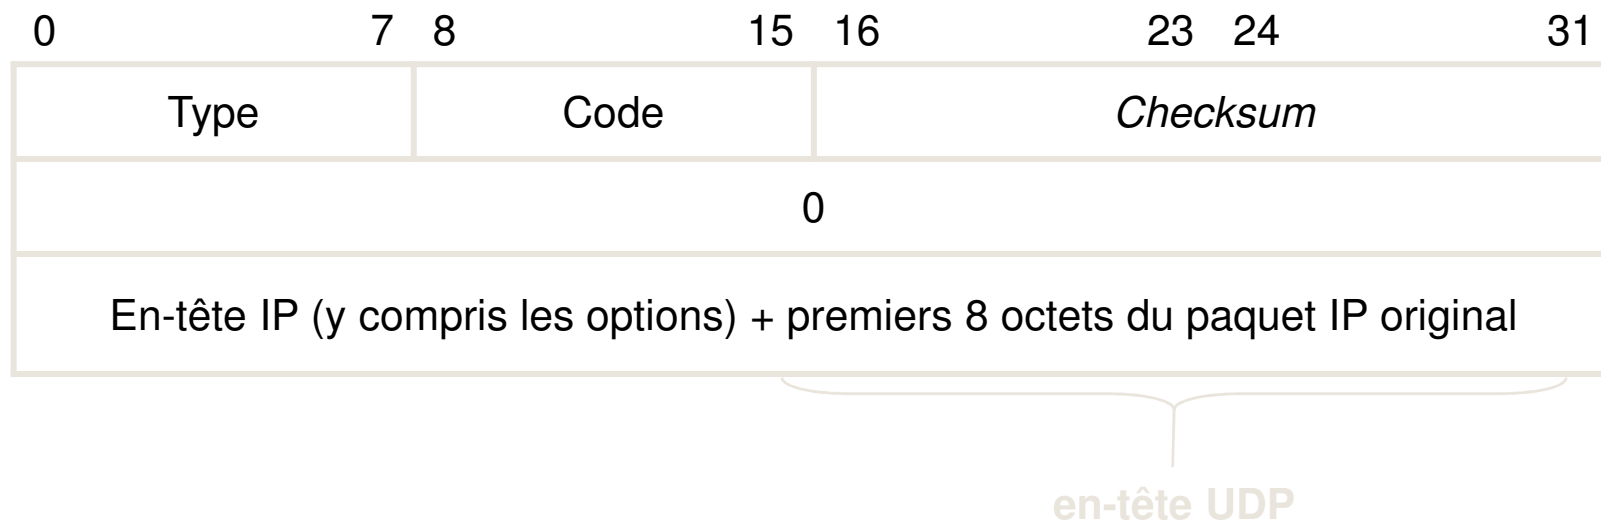 0 7 8 15 16 23 24 31
Type Code Checksum
0
En-tête IP (y compris les options) + premiers 8 octets du paquet IP original
en-tête UDP